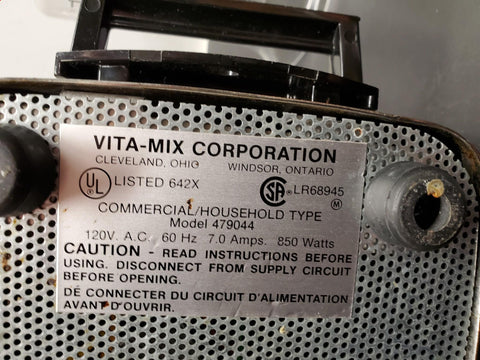 VITA-MIX CORPORATION
CLEVELAND, OHIO WINDSOR, ONTARIO
UL LISTED 642X SA LR68945
M
COMMERCIAL/HOUSEHOLD TYPE
Model 479044
120V. A.C. 60 Hz 7.0 Amps. 850 Watts
CAUTION - READ INSTRUCTIONS BEFORE
USING. DISCONNECT FROM SUPPLY CIRCUIT
BEFORE OPENING.
DÉ CONNECTER DU CIRCUIT D'ALIMENTATION
AVANT D'OUVRIR.